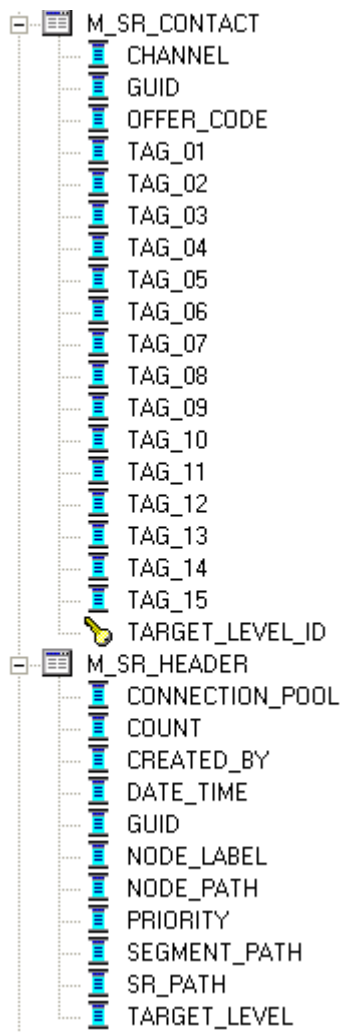 M_SR_CONTACT
CHANNEL
GUID
OFFER_CODE
TAG_01
TAG_02
TAG_03
TAG_04
TAG_05
TAG_06
TAG_07
TAG_08
TAG_09
TAG_10
TAG_11
TAG_12
TAG_13
TAG_14
TAG_15
TARGET_LEVEL_ID
M_SR_HEADER
CONNECTION_POOL
COUNT
CREATED_BY
DATE_TIME
GUID
NODE_LABEL
NODE_PATH
PRIORITY
SEGMENT_PATH
SR_PATH
TARGET_LEVEL